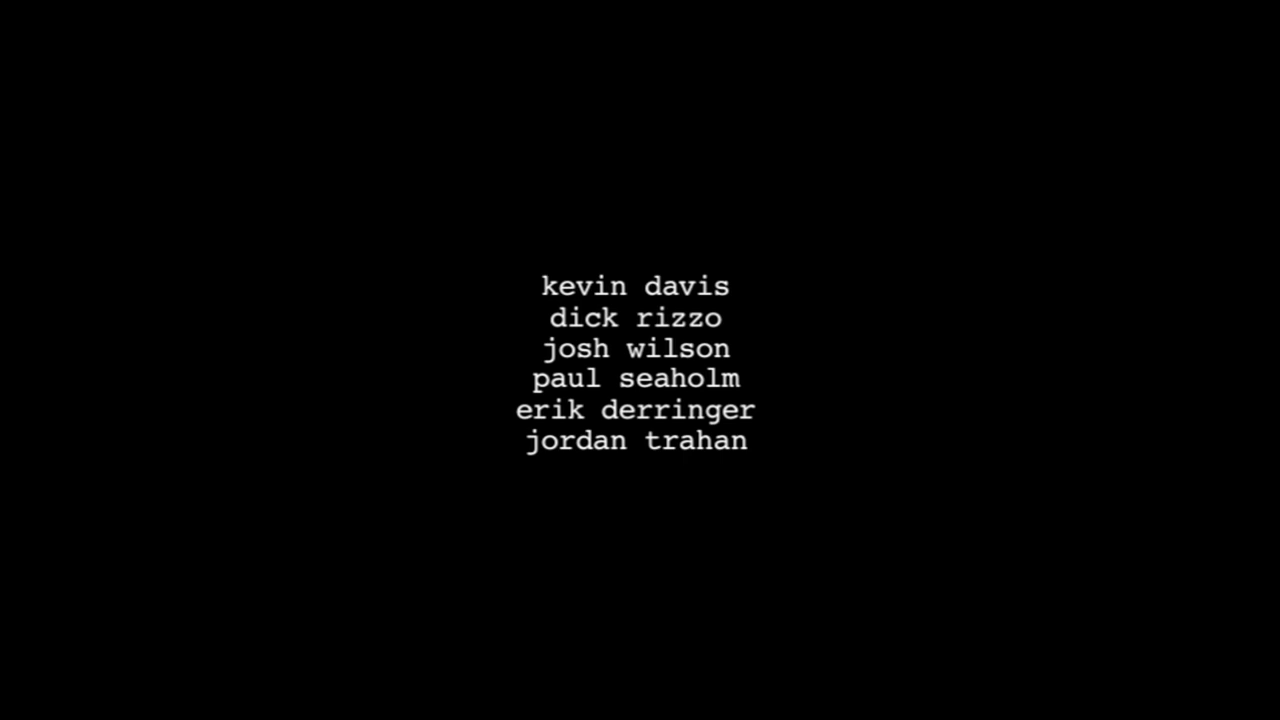 kevin davis
dick rizzo
josh wilson
paul seaholm
erik derringer
jordan trahan